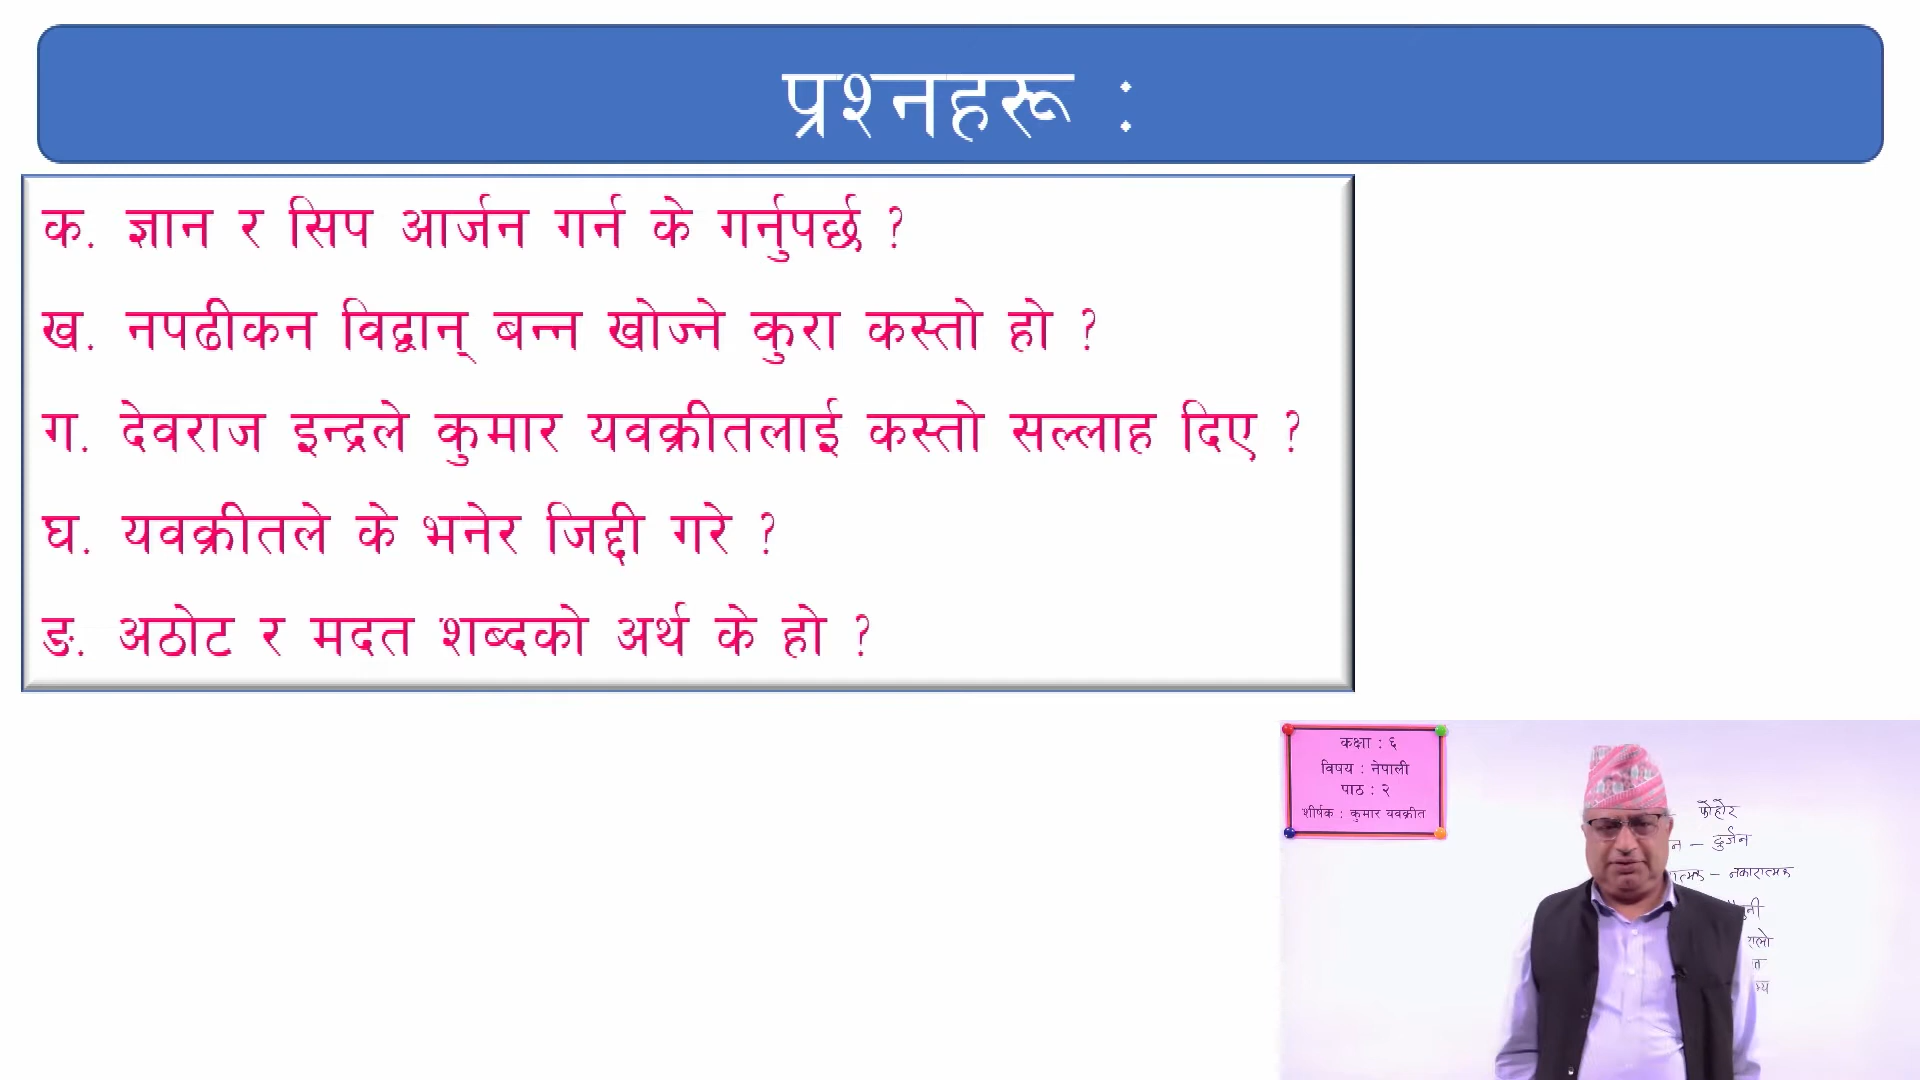 प्रश्नहरू :
क. ज्ञान र सिप आर्जन गर्न के गर्नुपर्छ ?
ख. नपढीकन विद्वान् बन्न खोज्ने कुरा कस्तो हो ?
ग. देवराज इन्द्रले कुमार यवक्रीतलाई कस्तो सल्लाह दिए ?
घ. यवक्रीतले के भनेर जिद्दी गरे ?
ङ. अठोट र मदत शब्दको अर्थ के हो ?
कक्षा : ६
विषय : नेपाली
पाठ : २
शीर्षक : कुमार यवक्रीत
फोहोर
न – दुर्जन
– नकारात्मक